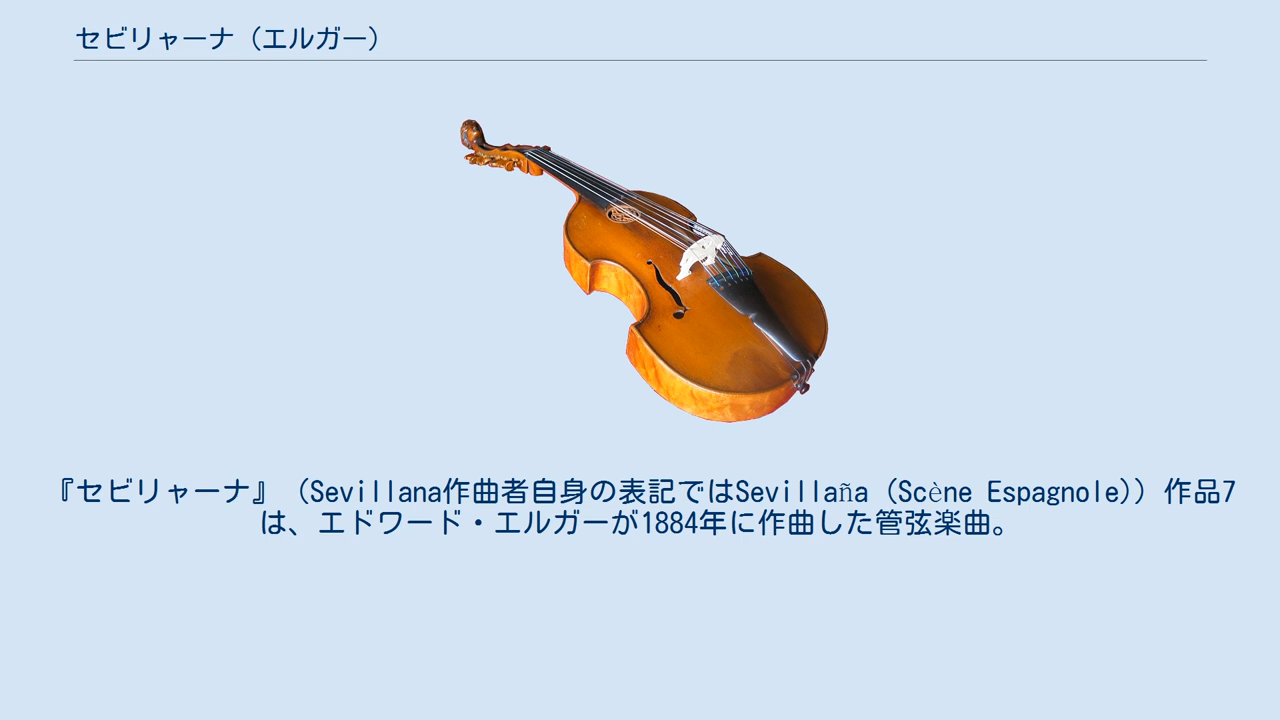 セビリャーナ（エルガー）
『セビリャーナ』（Sevillana作曲者自身の表記ではSevillaña（Scène Espagnole））作品7
は、エドワード・エルガーが1884年に作曲した管弦楽曲。